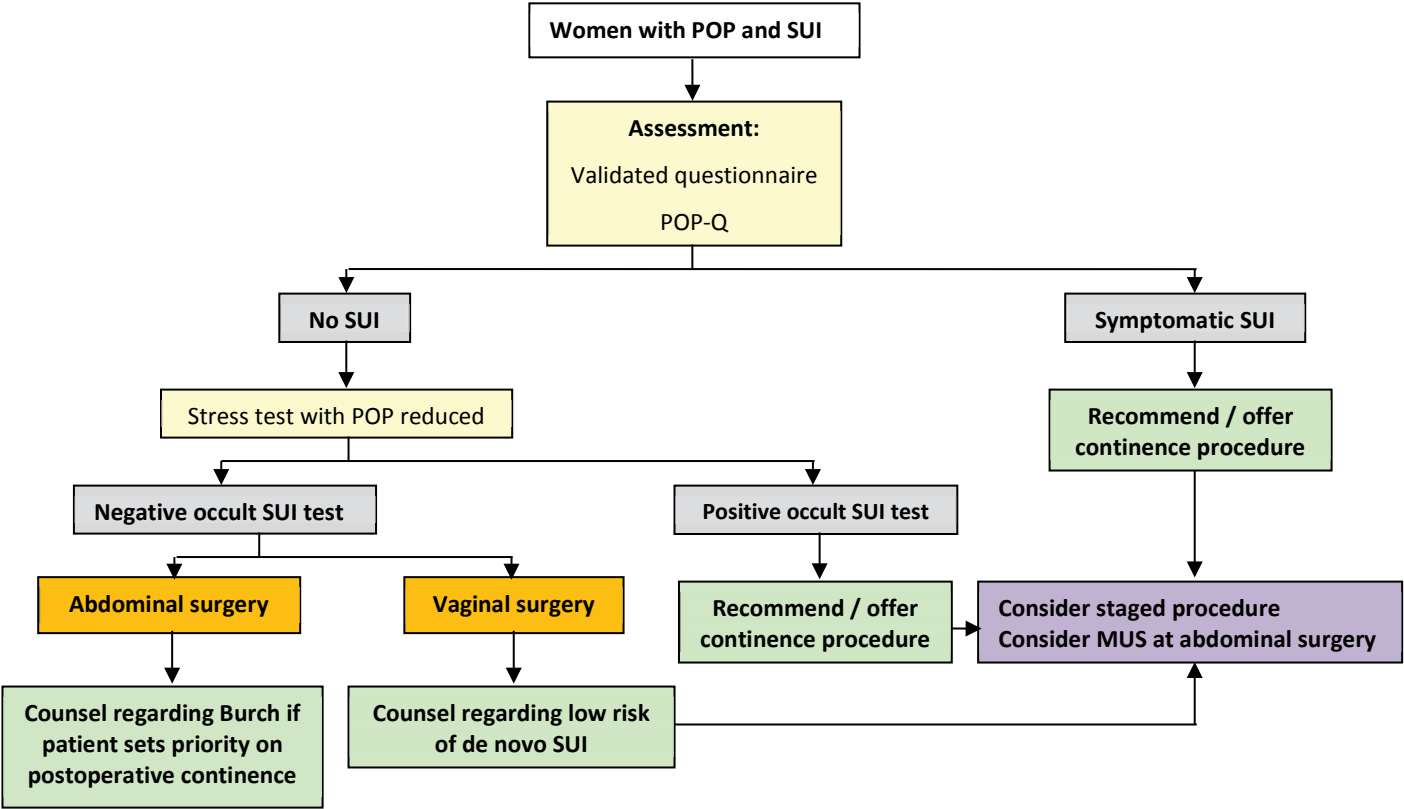 Women with POP and SUI
Assessment:
Validated questionnaire
POP-Q
No SUI
Symptomatic SUI
Stress test with POP reduced
Recommend / offer
continence procedure
Negative occult SUI test
Positive occult SUI test
Abdominal surgery
Vaginal surgery
Recommend / offer
continence procedure
Consider staged procedure
Consider MUS at abdominal surgery
Counsel regarding Burch if
patient sets priority on
postoperative continence
Counsel regarding low risk
of de novo SUI